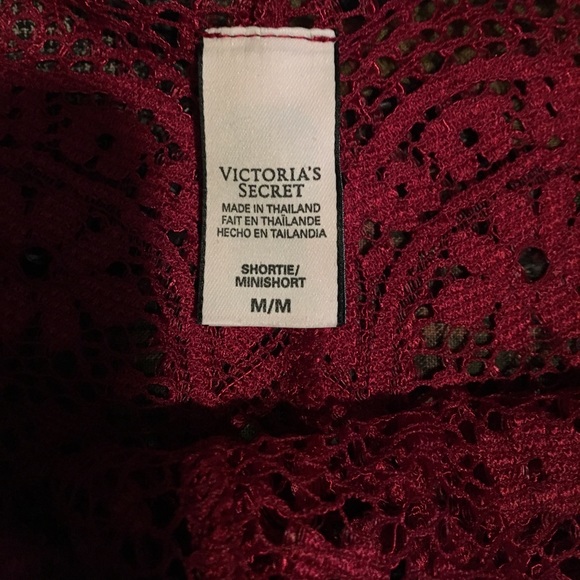 VICTORIA'S
SECRET
MADE IN THAILAND
FAIT EN THAÏLANDE
HECHO EN TAILANDIA
SHORTIE/
MINISHORT
M/M